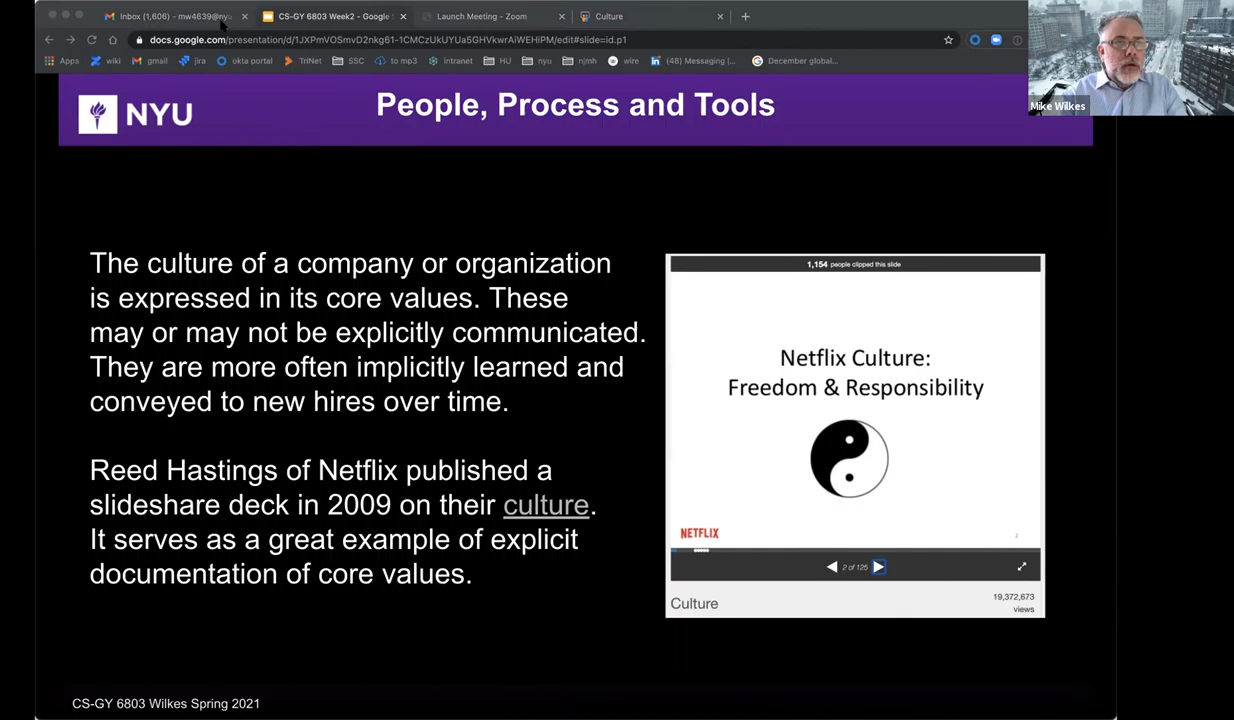 Inbox (1,606) - mw4639@nyu
CS-GY 6803 Week2 - Google
Launch Meeting - Zoom
Culture
docs.google.com/presentation/d/1JXPmVOSmvD2nkg61-1CMCzUkUYUa5GHVkwrAiWEHiPM/edit#slide=id.p1
Apps
wiki
gmail
jira
okta portal
TriNet
SSC
to mp3
intranet
HU
nyu
njmh
wire
(48) Messaging |...
December global...
Mike Wilkes
NYU
People, Process and Tools
The culture of a company or organization
is expressed in its core values. These
may or may not be explicitly communicated.
They are more often implicitly learned and
conveyed to new hires over time.
Reed Hastings of Netflix published a
slideshare deck in 2009 on their culture.
It serves as a great example of explicit
documentation of core values.
1,154 people clipped this slide
Netflix Culture:
Freedom & Responsibility
NETFLIX
2
2 of 125
Culture
19,372,673
views
CS-GY 6803 Wilkes Spring 2021